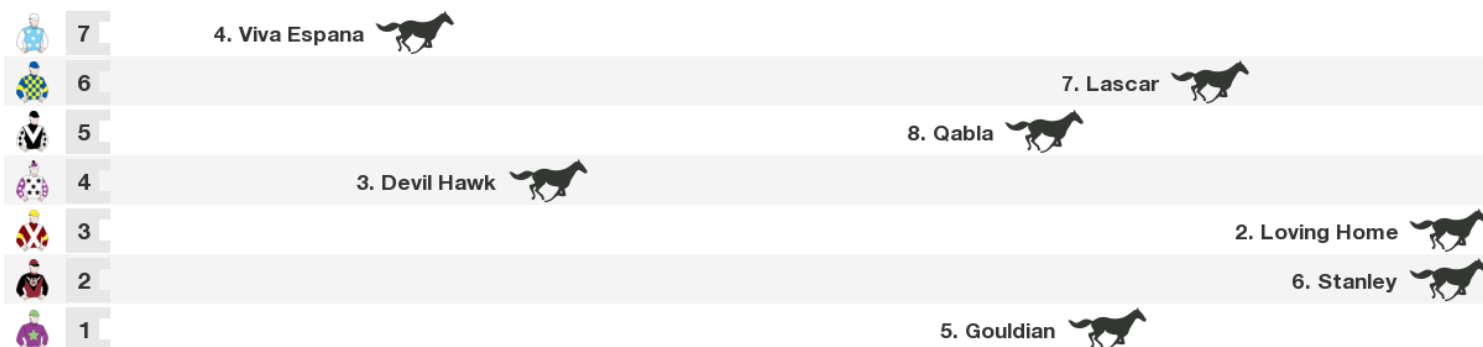 7 4. Viva Espana
6 7. Lascar
5 8. Qabla
4 3. Devil Hawk
3 2. Loving Home
2 6. Stanley
1 5. Gouldian